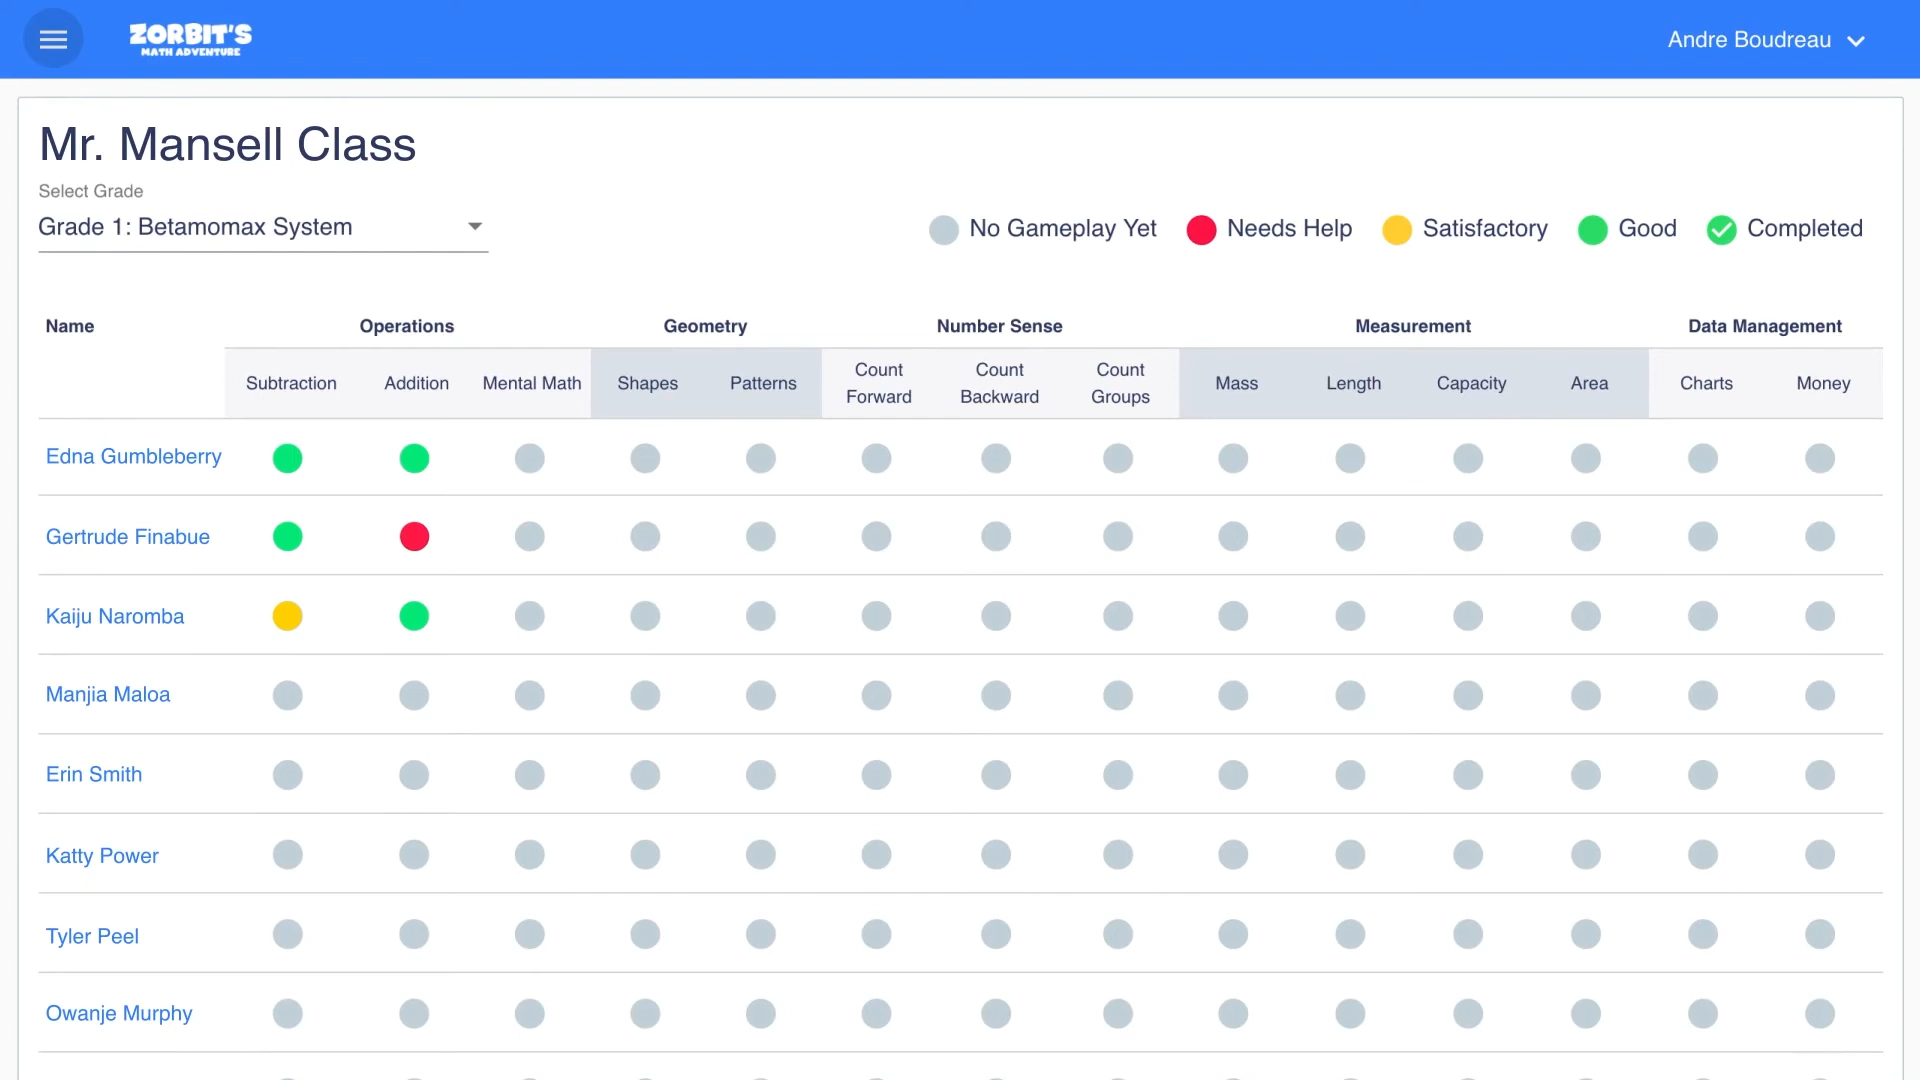 ZORBIT'S
MATH ADVENTURE
Andre Boudreau
Mr. Mansell Class
Select Grade
Grade 1: Betamomax System
No Gameplay Yet Needs Help Satisfactory Good Completed
Name Operations Geometry Number Sense Measurement Data Management
Subtraction Addition Mental Math Shapes Patterns Count Forward Count Backward Count Groups Mass Length Capacity Area Charts Money
Edna Gumbleberry
Gertrude Finabue
Kaiju Naromba
Manjia Maloa
Erin Smith
Katty Power
Tyler Peel
Owanje Murphy